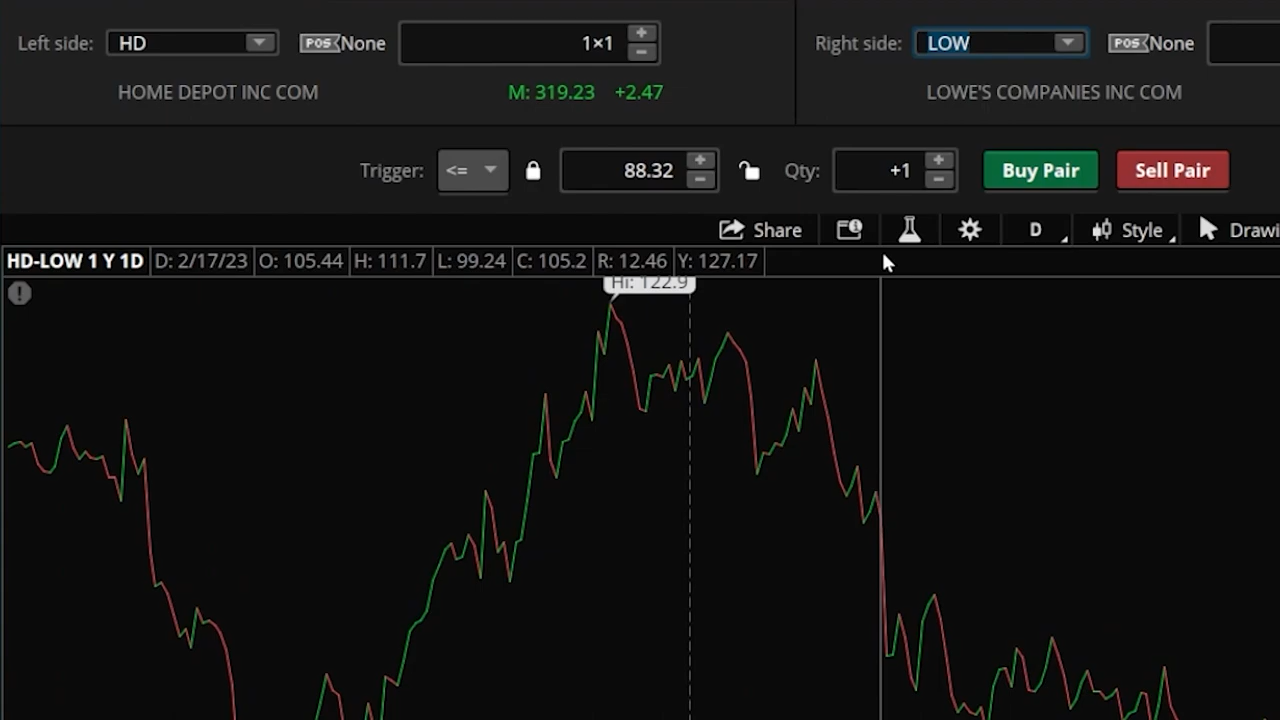 Left side: HD POS None 1×1 Right side: LOW POS None
HOME DEPOT INC COM M: 319.23 +2.47 LOWE'S COMPANIES INC COM
Trigger: <= 88.32 Qty: +1 Buy Pair Sell Pair
Share D Style Drawi
HD-LOW 1 Y 1D D: 2/17/23 O: 105.44 H: 111.7 L: 99.24 C: 105.2 R: 12.46 Y: 127.17
Hi: 122.9